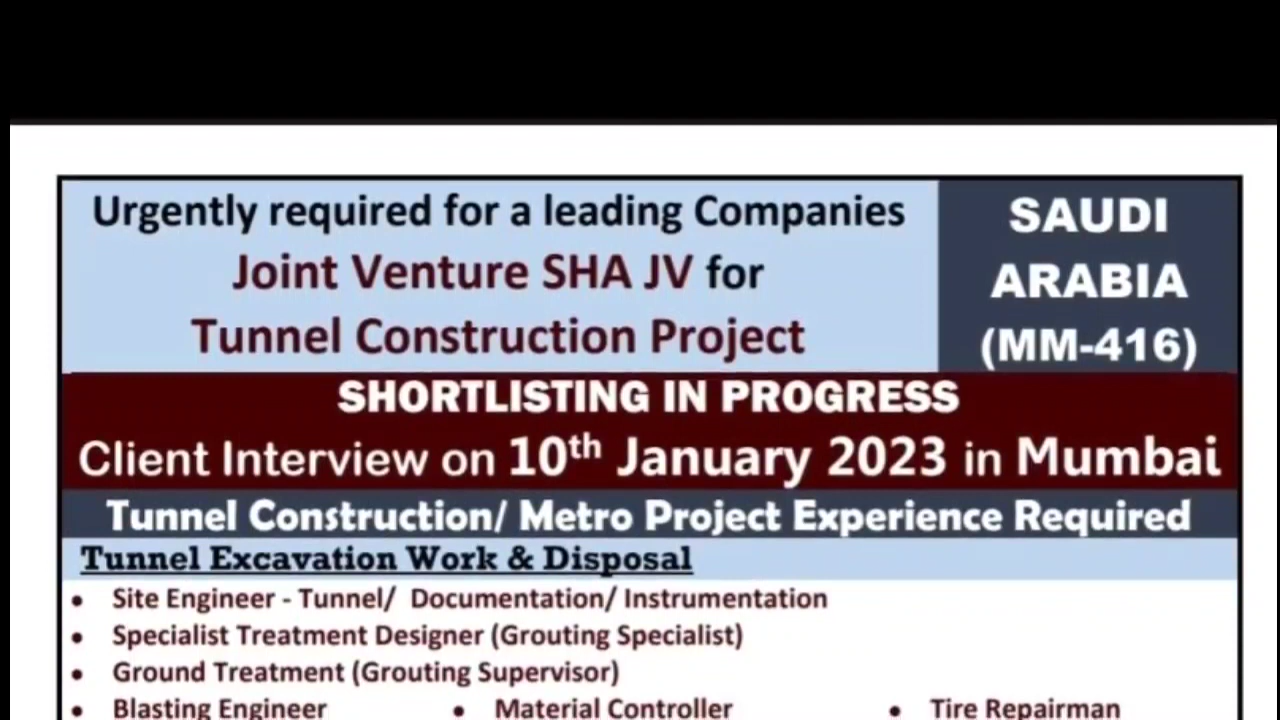 Urgently required for a leading Companies
Joint Venture SHA JV for
Tunnel Construction Project
SAUDI
ARABIA
(MM-416)
SHORTLISTING IN PROGRESS
Client Interview on 10th January 2023 in Mumbai
Tunnel Construction/ Metro Project Experience Required
Tunnel Excavation Work & Disposal
• Site Engineer - Tunnel/ Documentation/ Instrumentation
• Specialist Treatment Designer (Grouting Specialist)
• Ground Treatment (Grouting Supervisor)
• Blasting Engineer • Material Controller • Tire Repairman